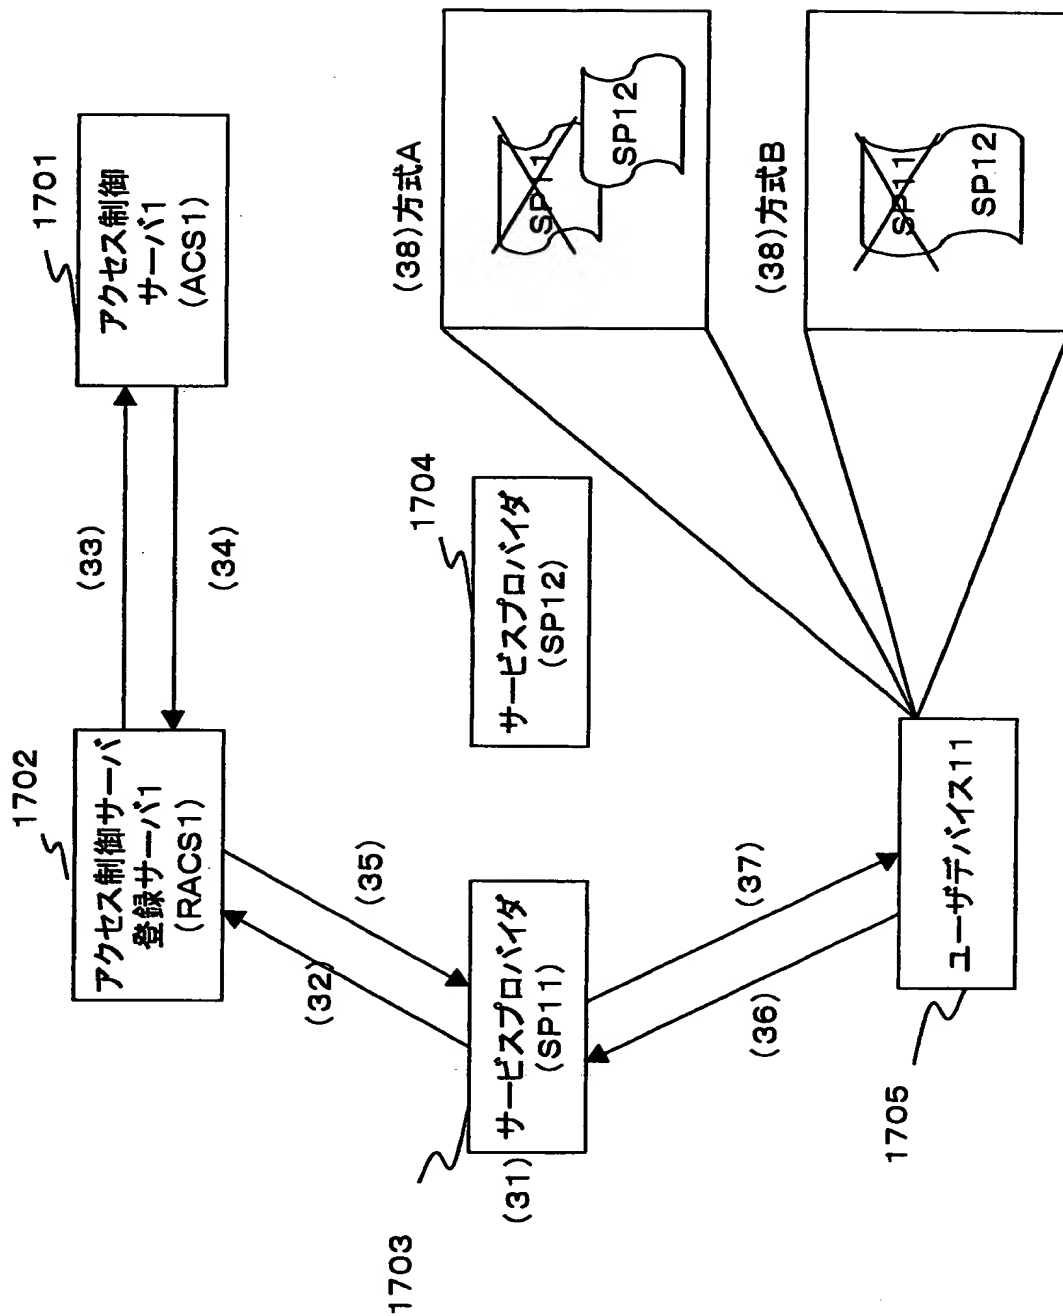 1701
アクセス制御
サーバ1
(ACS1)
(33)
(34)
1702
アクセス制御サーバ
登録サーバ1
(RACS1)
(35)
(32)
1703
(31)
サービスプロバイダ
(SP11)
1704
サービスプロバイダ
(SP12)
(37)
(36)
1705
ユーザデバイス11
(38)方式A
SP11
SP12
(38)方式B
SP11
SP12